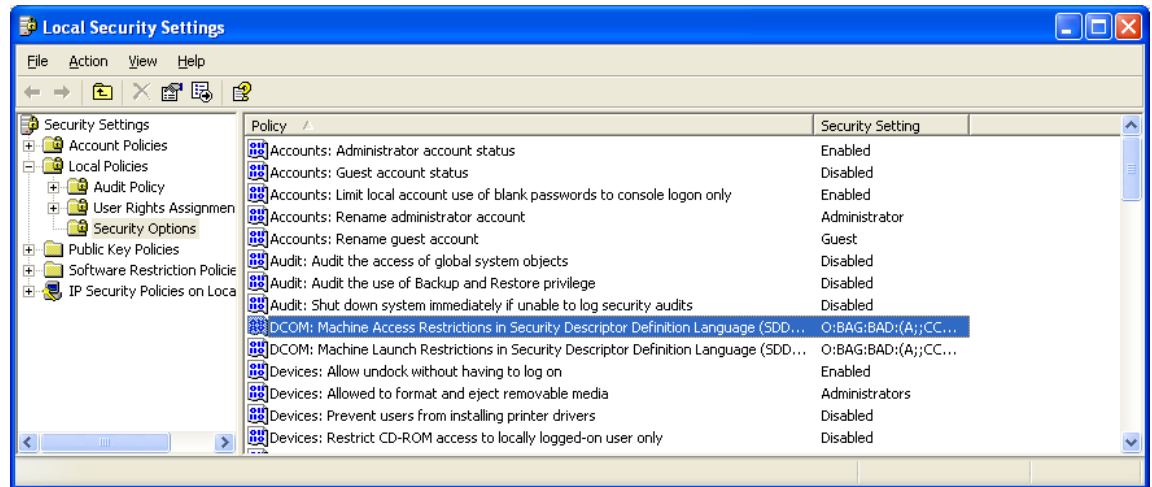 Local Security Settings
File Action View Help
Security Settings
Account Policies
Local Policies
Audit Policy
User Rights Assignmen
Security Options
Public Key Policies
Software Restriction Policie
IP Security Policies on Loca
Policy Security Setting
Accounts: Administrator account status Enabled
Accounts: Guest account status Disabled
Accounts: Limit local account use of blank passwords to console logon only Enabled
Accounts: Rename administrator account Administrator
Accounts: Rename guest account Guest
Audit: Audit the access of global system objects Disabled
Audit: Audit the use of Backup and Restore privilege Disabled
Audit: Shut down system immediately if unable to log security audits Disabled
DCOM: Machine Access Restrictions in Security Descriptor Definition Language (SDD... O:BAG:BAD:(A;;CC...
DCOM: Machine Launch Restrictions in Security Descriptor Definition Language (SDD... O:BAG:BAD:(A;;CC...
Devices: Allow undock without having to log on Enabled
Devices: Allowed to format and eject removable media Administrators
Devices: Prevent users from installing printer drivers Disabled
Devices: Restrict CD-ROM access to locally logged-on user only Disabled